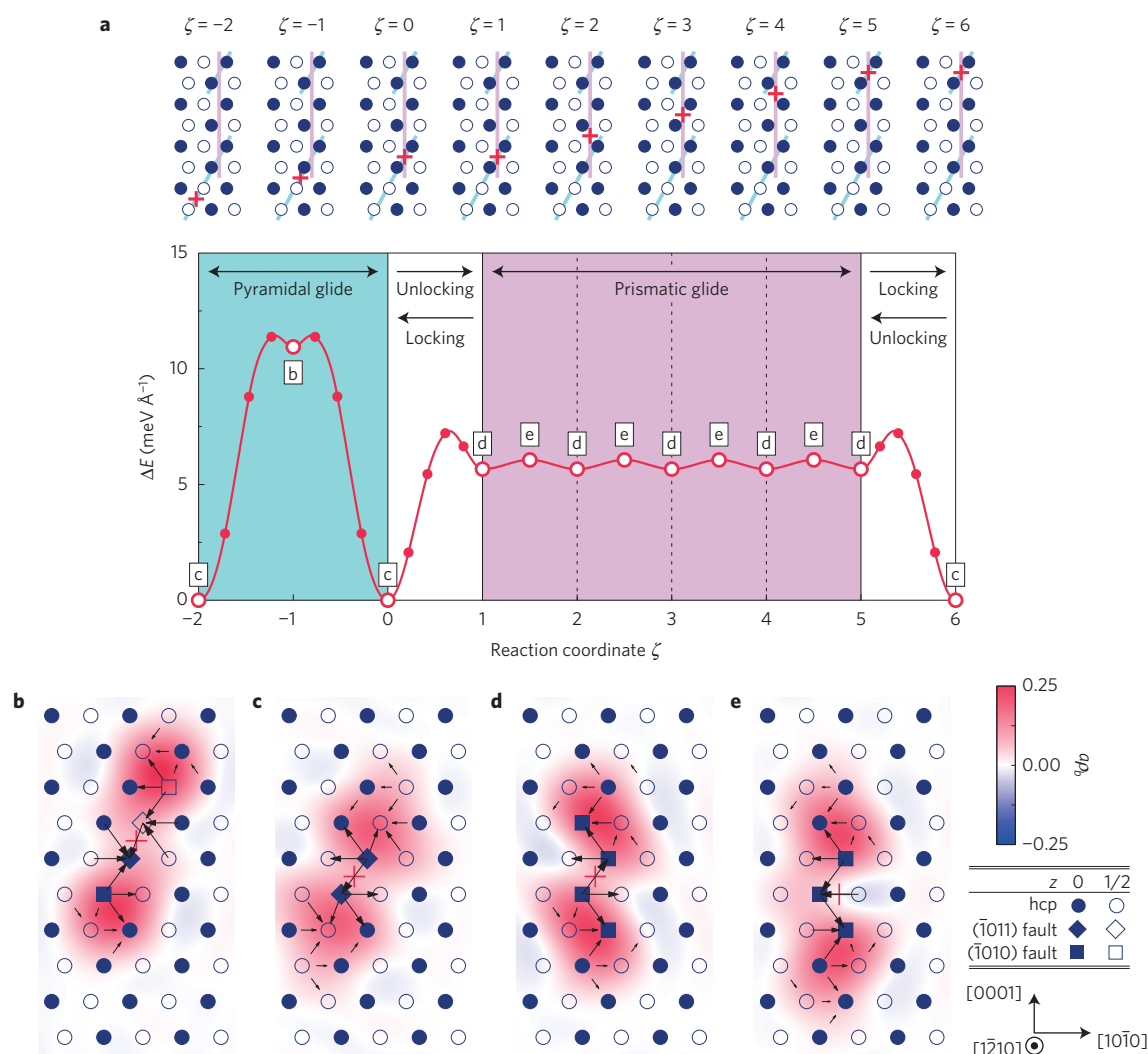 a
ζ = −2 ζ = −1 ζ = 0 ζ = 1 ζ = 2 ζ = 3 ζ = 4 ζ = 5 ζ = 6
15
10
5
0
ΔE (meV Å⁻¹)
Pyramidal glide
Unlocking
Locking
Prismatic glide
Locking
Unlocking
b
d e d e d e d e d
c c c
−2 −1 0 1 2 3 4 5 6
Reaction coordinate ζ
b c d e
0.25
0.00
−0.25
aρ_b
z 0 1/2
hcp
(1̅011) fault
(1̅010) fault
[0001]
[101̅0]
[12̅10]